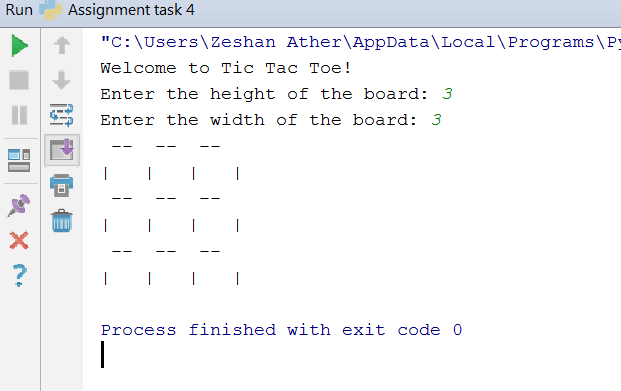 Run Assignment task 4
"C:\Users\Zeshan Ather\AppData\Local\Programs\Py
Welcome to Tic Tac Toe!
Enter the height of the board: 3
Enter the width of the board: 3
 --  --  --
|   |   |   |
 --  --  --
|   |   |   |
 --  --  --
|   |   |   |
Process finished with exit code 0